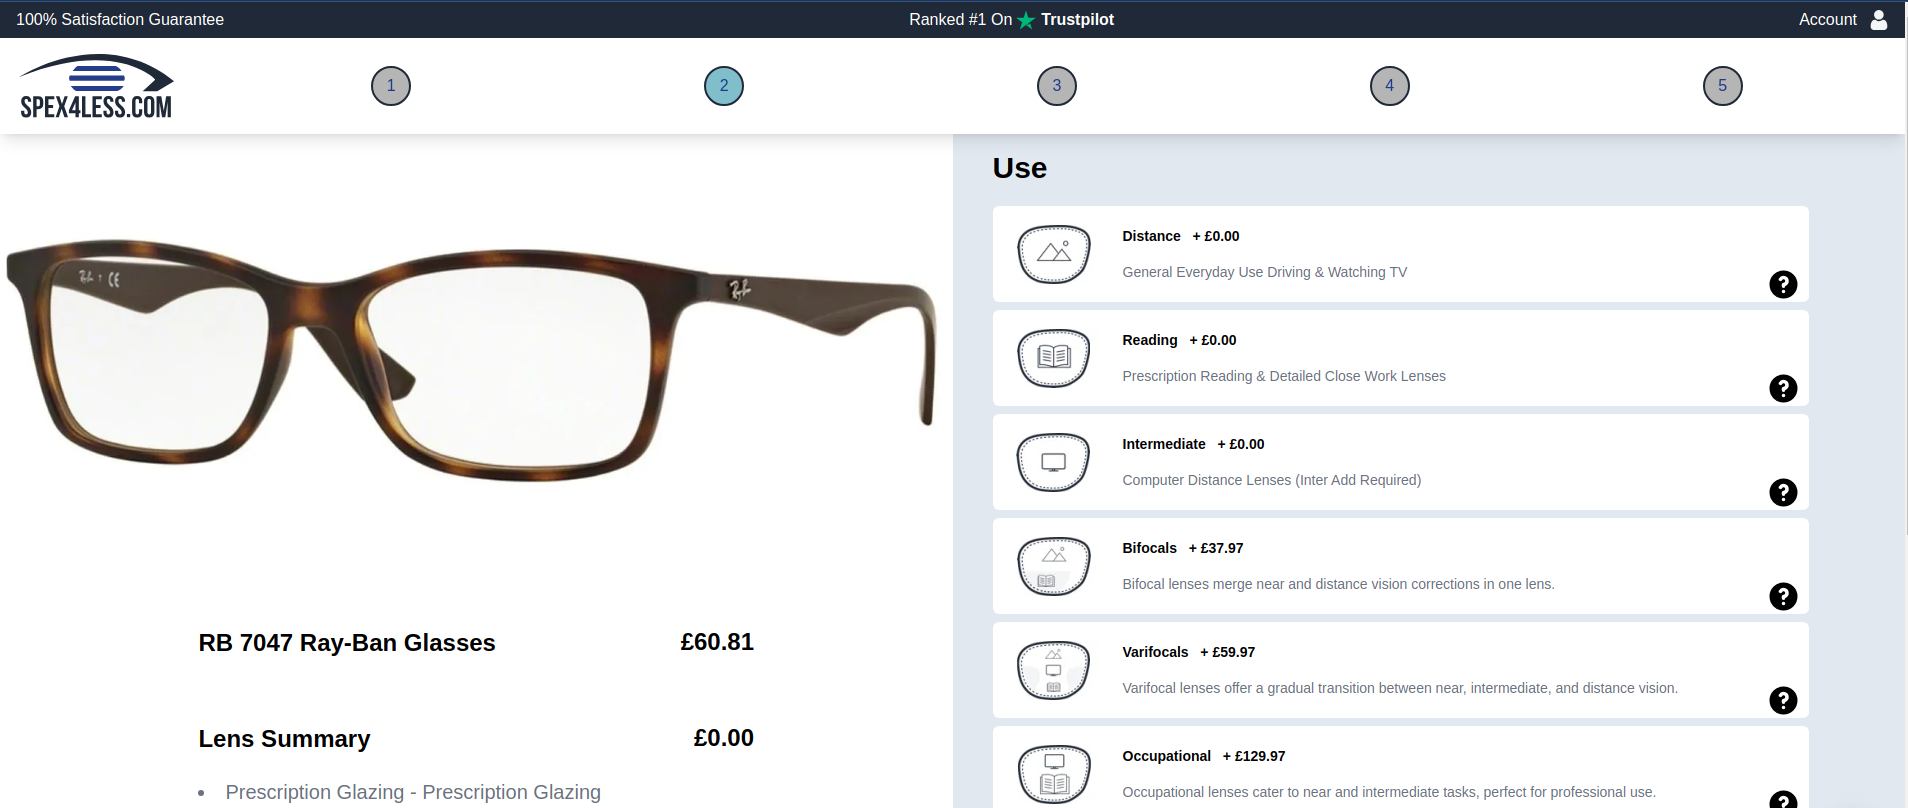 100% Satisfaction Guarantee
Ranked #1 On Trustpilot
Account
SPEX4LESS.COM
1
2
3
4
5
Ray-Ban CE
Ray-Ban
RB 7047 Ray-Ban Glasses £60.81
Lens Summary £0.00
Prescription Glazing - Prescription Glazing
Use
Distance + £0.00
General Everyday Use Driving & Watching TV
?
Reading + £0.00
Prescription Reading & Detailed Close Work Lenses
?
Intermediate + £0.00
Computer Distance Lenses (Inter Add Required)
?
Bifocals + £37.97
Bifocal lenses merge near and distance vision corrections in one lens.
?
Varifocals + £59.97
Varifocal lenses offer a gradual transition between near, intermediate, and distance vision.
?
Occupational + £129.97
Occupational lenses cater to near and intermediate tasks, perfect for professional use.
?